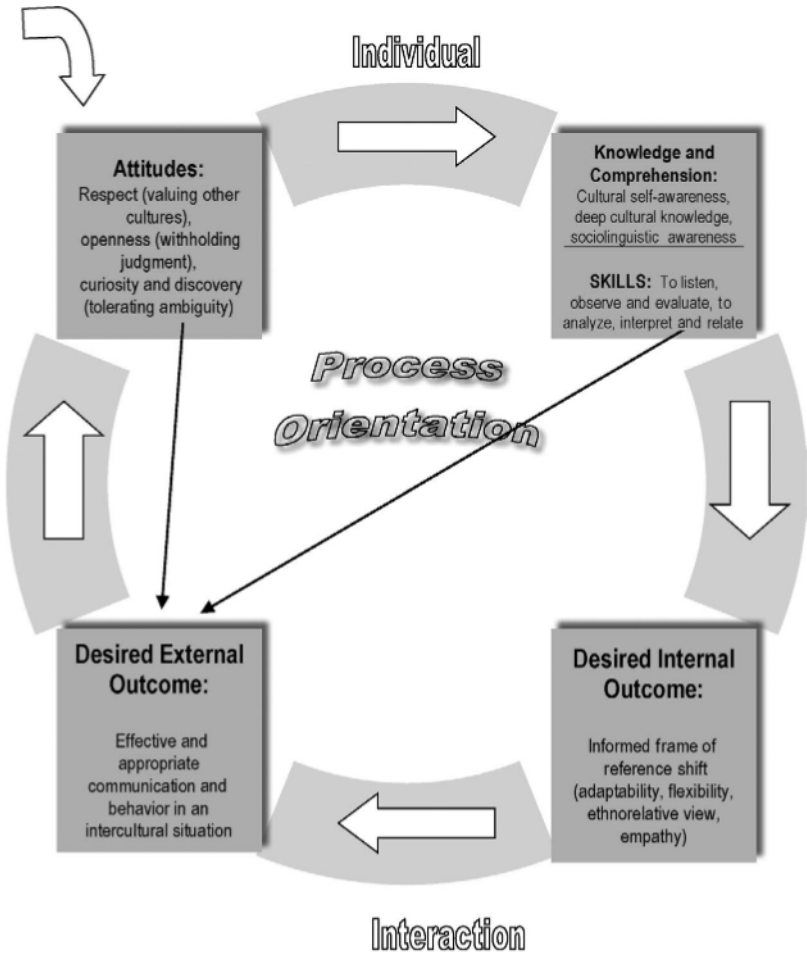 Individual
Attitudes:
Respect (valuing other
cultures),
openness (withholding
judgment),
curiosity and discovery
(tolerating ambiguity)
Knowledge and
Comprehension:
Cultural self-awareness,
deep cultural knowledge,
sociolinguistic awareness
SKILLS: To listen,
observe and evaluate, to
analyze, interpret and relate
Process
Orientation
Desired External
Outcome:
Effective and
appropriate
communication and
behavior in an
intercultural situation
Desired Internal
Outcome:
Informed frame of
reference shift
(adaptability, flexibility,
ethnorelative view,
empathy)
Interaction